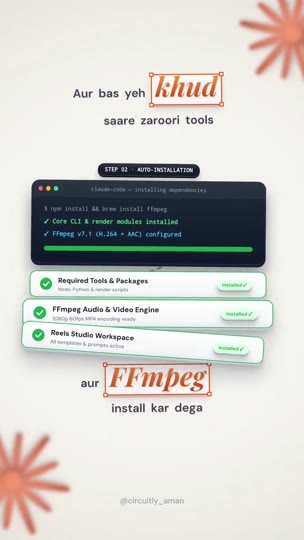 Aur bas yeh khud
saare zaroori tools
STEP 02 · AUTO-INSTALLATION
claude-code — installing dependencies
$ npm install && brew install ffmpeg
✓ Core CLI & render modules installed
✓ FFmpeg v7.1 (H.264 + AAC) configured
Required Tools & Packages
Node, Python & render scripts
Installed ✓
FFmpeg Audio & Video Engine
1080p 60fps MP4 encoding ready
Installed ✓
Reels Studio Workspace
All templates & prompts active
Installed ✓
aur FFmpeg
install kar dega
@circuitly_aman